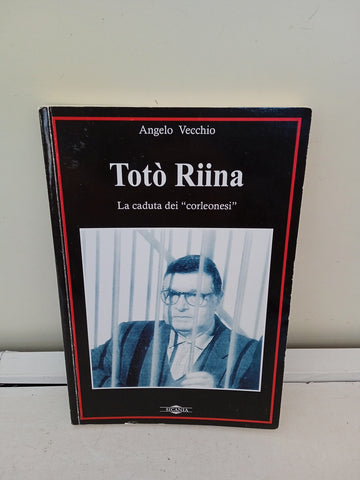 Angelo Vecchio
Totò Riina
La caduta dei “corleonesi”